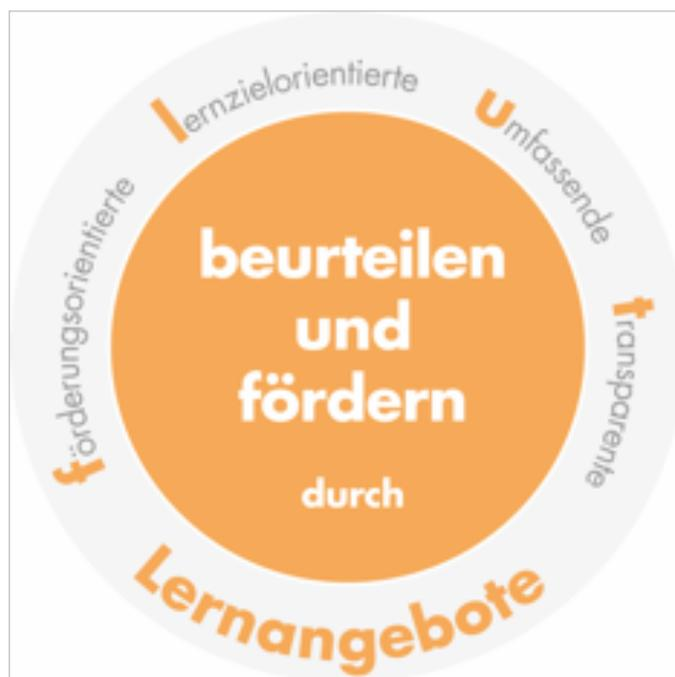 beurteilen
und
fördern
durch
förderungsorientierte
lernzielorientierte
umfassende
transparente
Lernangebote